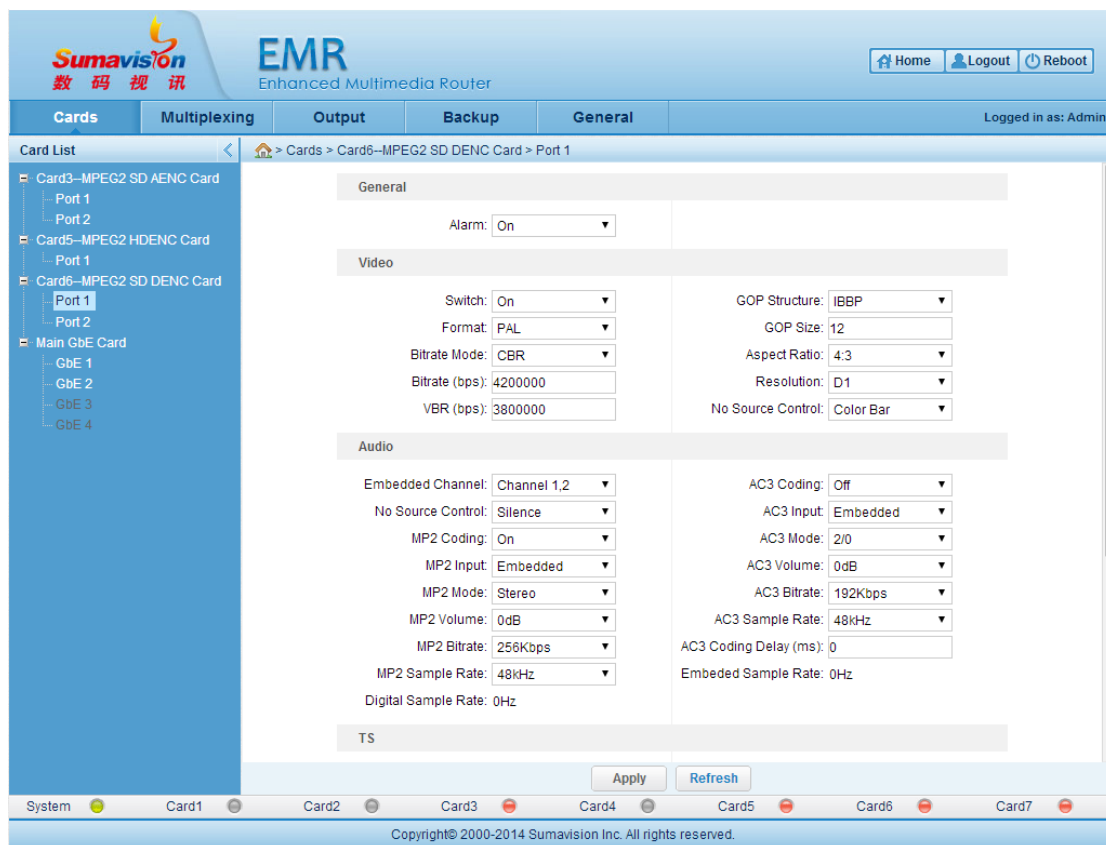 Sumavision
数 码 视 讯
EMR
Enhanced Multimedia Router
Home
Logout
Reboot
Cards
Multiplexing
Output
Backup
General
Logged in as: Admin
Card List
> Cards > Card6--MPEG2 SD DENC Card > Port 1
Card3--MPEG2 SD AENC Card
Port 1
Port 2
Card5--MPEG2 HDENC Card
Port 1
Card6--MPEG2 SD DENC Card
Port 1
Port 2
Main GbE Card
GbE 1
GbE 2
GbE 3
GbE 4
General
Alarm: On
Video
Switch: On
GOP Structure: IBBP
Format: PAL
GOP Size: 12
Bitrate Mode: CBR
Aspect Ratio: 4:3
Bitrate (bps): 4200000
Resolution: D1
VBR (bps): 3800000
No Source Control: Color Bar
Audio
Embedded Channel: Channel 1,2
AC3 Coding: Off
No Source Control: Silence
AC3 Input: Embedded
MP2 Coding: On
AC3 Mode: 2/0
MP2 Input: Embedded
AC3 Volume: 0dB
MP2 Mode: Stereo
AC3 Bitrate: 192Kbps
MP2 Volume: 0dB
AC3 Sample Rate: 48kHz
MP2 Bitrate: 256Kbps
AC3 Coding Delay (ms): 0
MP2 Sample Rate: 48kHz
Embeded Sample Rate: 0Hz
Digital Sample Rate: 0Hz
TS
Apply
Refresh
System
Card1
Card2
Card3
Card4
Card5
Card6
Card7
Copyright© 2000-2014 Sumavision Inc. All rights reserved.